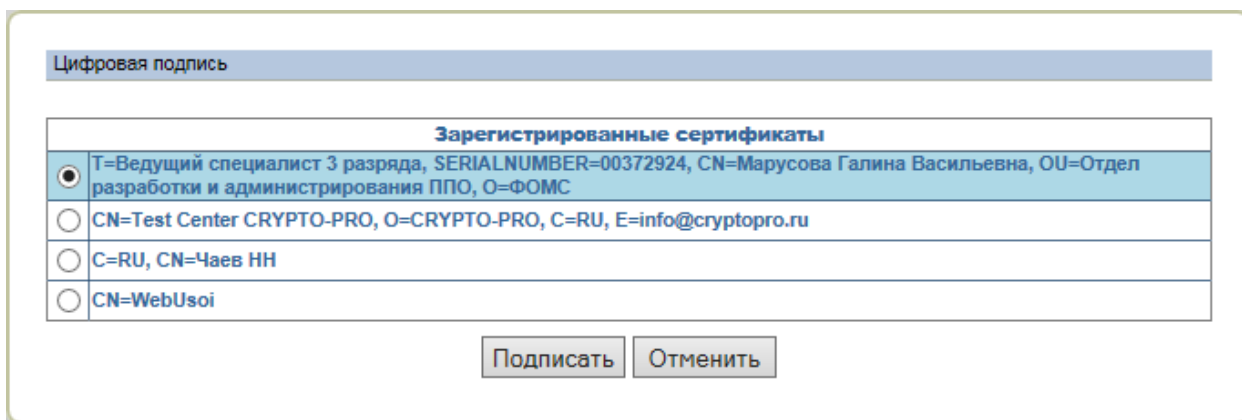 Цифровая подпись
Зарегистрированные сертификаты
T=Ведущий специалист 3 разряда, SERIALNUMBER=00372924, CN=Марусова Галина Васильевна, OU=Отдел
разработки и администрирования ППО, O=ФОМС
CN=Test Center CRYPTO-PRO, O=CRYPTO-PRO, C=RU, E=info@cryptopro.ru
C=RU, CN=Чаев НН
CN=WebUsoi
Подписать Отменить